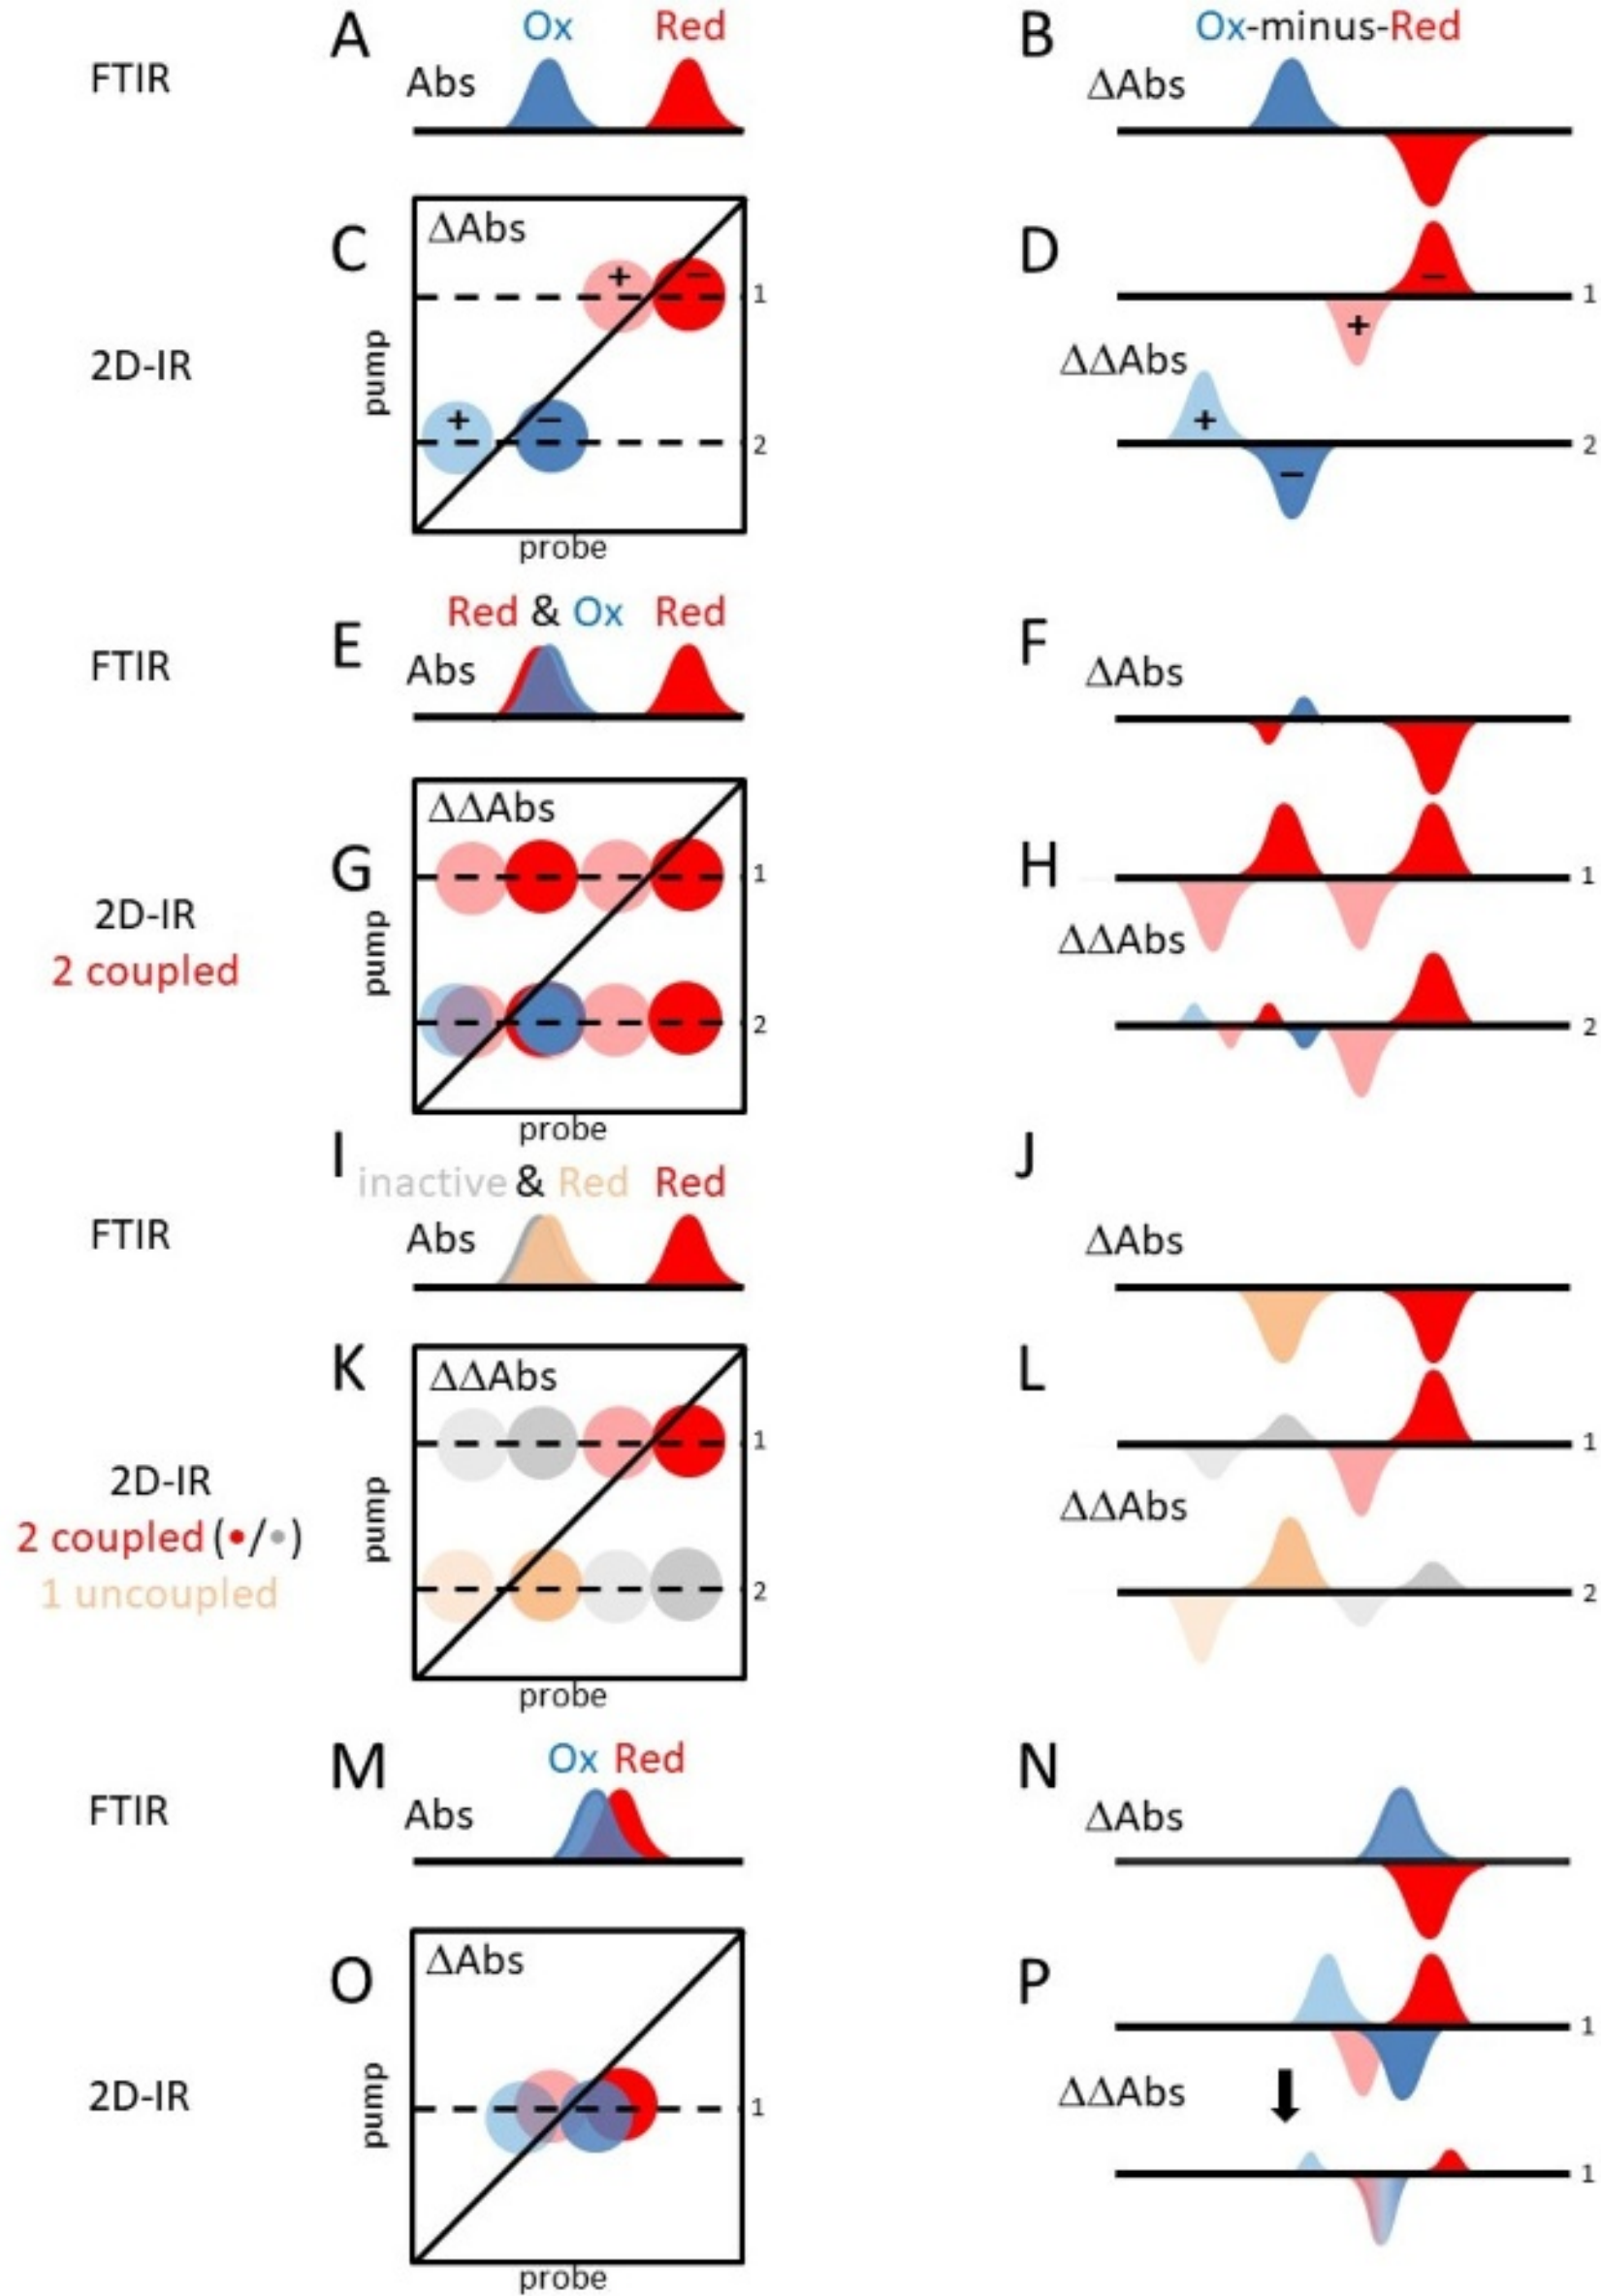 A
Ox
Red
B
Ox-minus-Red
FTIR
Abs
ΔAbs
C
ΔAbs
D
+
−
1
−
1
+
pump
2D-IR
ΔΔAbs
+
−
2
+
2
−
probe
Red & Ox
Red
E
F
FTIR
Abs
ΔAbs
ΔΔAbs
G
1
H
1
2D-IR
2 coupled
pump
ΔΔAbs
2
2
probe
I
J
inactive & Red
Red
FTIR
Abs
ΔAbs
K
ΔΔAbs
L
1
1
2D-IR
2 coupled (•/•)
1 uncoupled
pump
ΔΔAbs
2
2
probe
M
Ox
Red
N
FTIR
Abs
ΔAbs
O
ΔAbs
P
1
2D-IR
pump
1
ΔΔAbs
1
probe